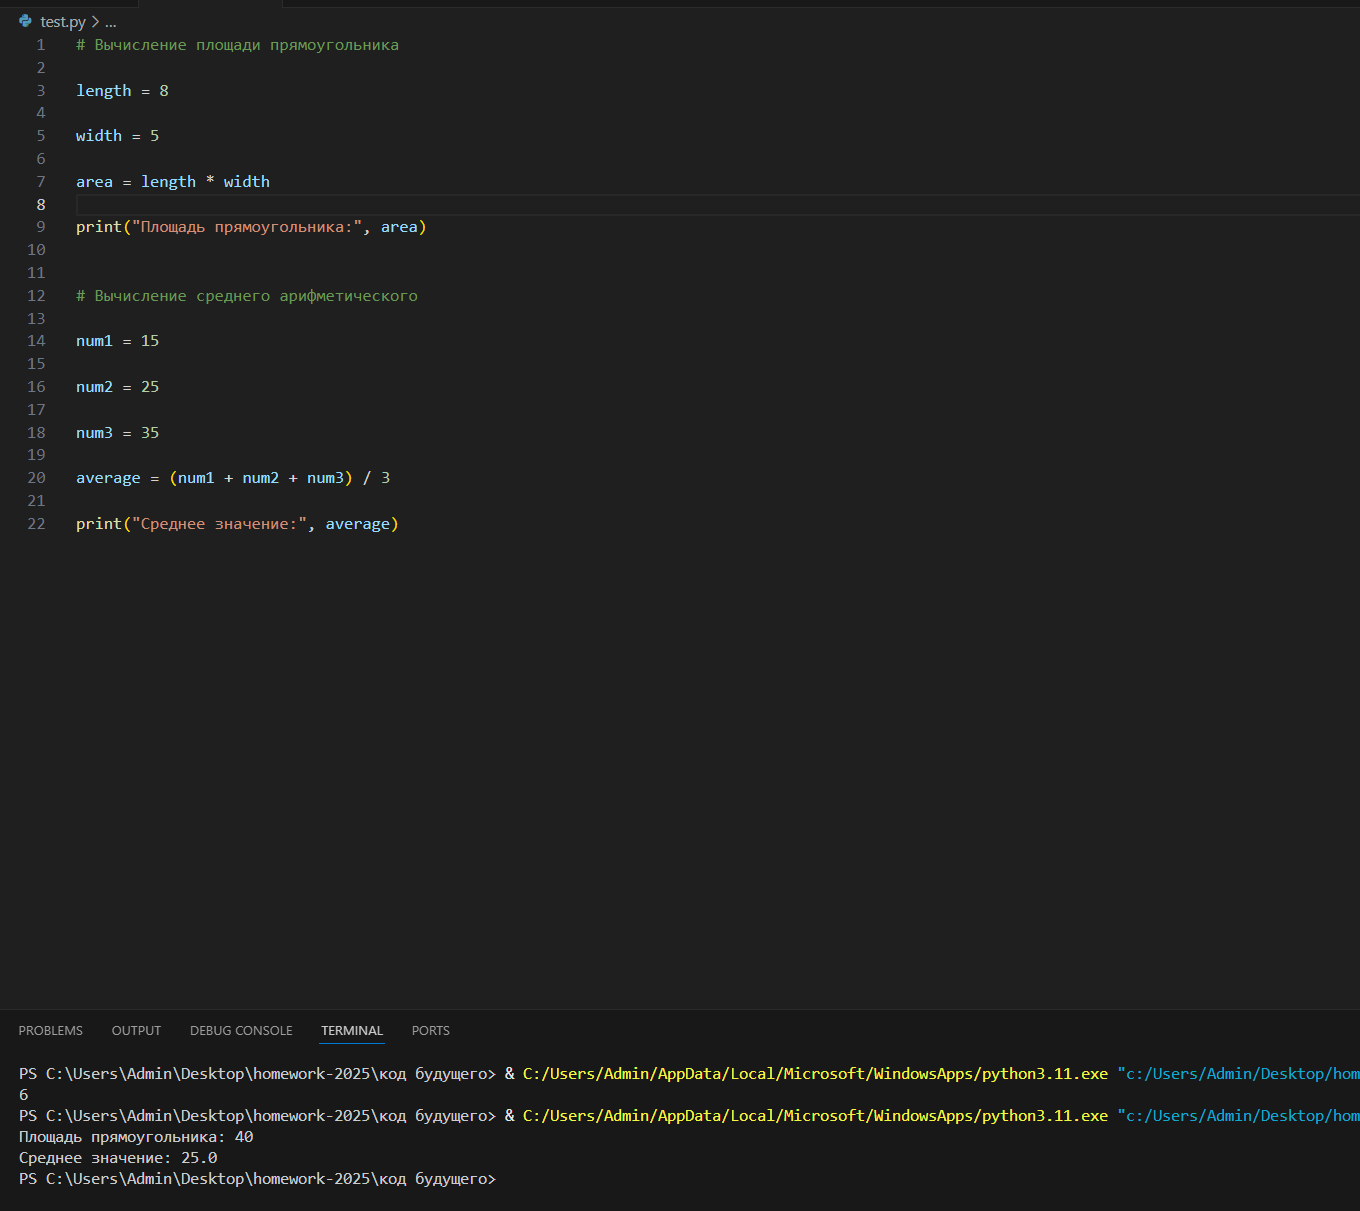 test.py > ...
1 # Вычисление площади прямоугольника
2
3 length = 8
4
5 width = 5
6
7 area = length * width
8
9 print("Площадь прямоугольника:", area)
10
11
12 # Вычисление среднего арифметического
13
14 num1 = 15
15
16 num2 = 25
17
18 num3 = 35
19
20 average = (num1 + num2 + num3) / 3
21
22 print("Среднее значение:", average)
PROBLEMS OUTPUT DEBUG CONSOLE TERMINAL PORTS
PS C:\Users\Admin\Desktop\homework-2025\код будущего> & C:/Users/Admin/AppData/Local/Microsoft/WindowsApps/python3.11.exe "c:/Users/Admin/Desktop/hom
6
PS C:\Users\Admin\Desktop\homework-2025\код будущего> & C:/Users/Admin/AppData/Local/Microsoft/WindowsApps/python3.11.exe "c:/Users/Admin/Desktop/hom
Площадь прямоугольника: 40
Среднее значение: 25.0
PS C:\Users\Admin\Desktop\homework-2025\код будущего>